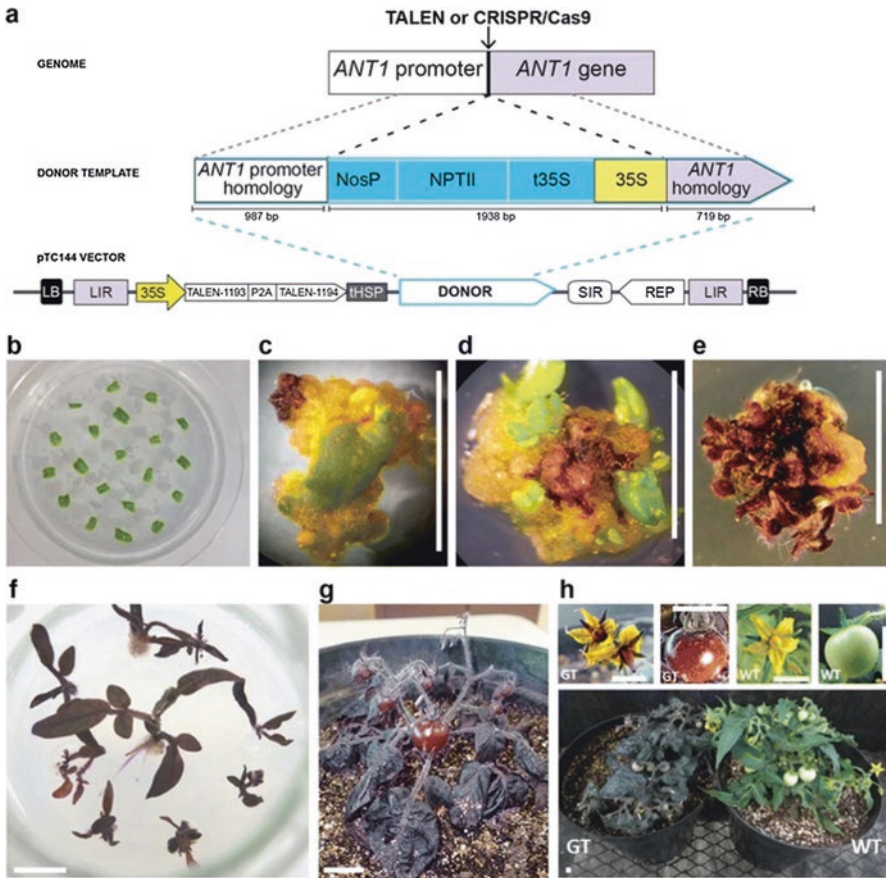 a
TALEN or CRISPR/Cas9
GENOME
ANT1 promoter ANT1 gene
DONOR TEMPLATE
ANT1 promoter homology NosP NPTII t35S 35S ANT1 homology
987 bp 1938 bp 719 bp
pTC144 VECTOR
LB LIR 35S TALEN-1193 P2A TALEN-1194 tHSP DONOR SIR REP LIR RB
b c d e
f g h
GT GT WT WT
GT WT